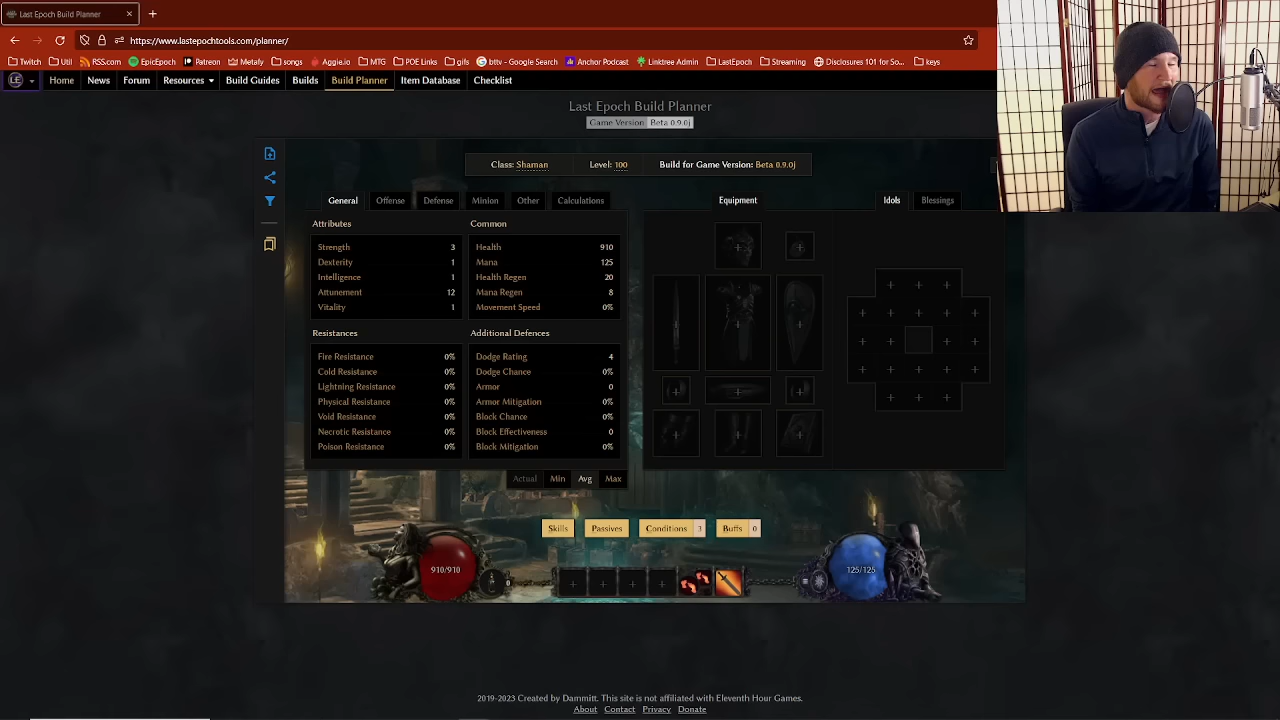 Last Epoch Build Planner
https://www.lastepochtools.com/planner/
Twitch Util RSS.com EpicEpoch Patreon Metafy songs Aggie.io MTG POE Links gifs bttv - Google Search Anchor Podcast Linktree Admin LastEpoch Streaming Disclosures 101 for So... keys
LE Home News Forum Resources Build Guides Builds Build Planner Item Database Checklist
Last Epoch Build Planner
Game Version Beta 0.9.0j
Class: Shaman Level: 100 Build for Game Version: Beta 0.9.0j
General Offense Defense Minion Other Calculations
Equipment
Idols Blessings
Attributes
Strength 3
Dexterity 1
Intelligence 1
Attunement 12
Vitality 1
Common
Health 910
Mana 125
Health Regen 20
Mana Regen 8
Movement Speed 0%
Resistances
Fire Resistance 0%
Cold Resistance 0%
Lightning Resistance 0%
Physical Resistance 0%
Void Resistance 0%
Necrotic Resistance 0%
Poison Resistance 0%
Additional Defences
Dodge Rating 4
Dodge Chance 0%
Armor 0
Armor Mitigation 0%
Block Chance 0%
Block Effectiveness 0
Block Mitigation 0%
Actual Min Avg Max
Skills Passives Conditions 3 Buffs 0
910/910
0
125/125
2019-2023 Created by Dammitt. This site is not affiliated with Eleventh Hour Games.
About Contact Privacy Donate